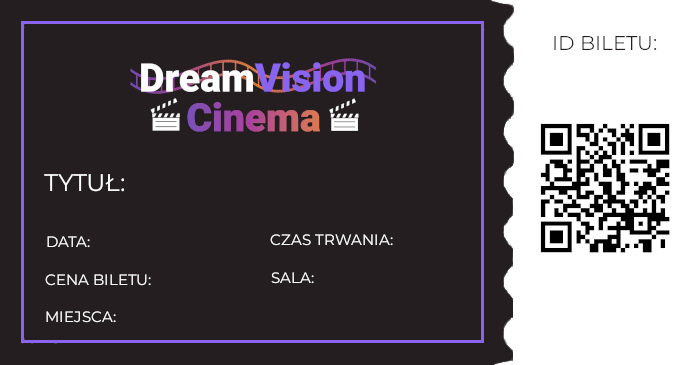 DreamVision
Cinema
TYTUŁ:
DATA:
CZAS TRWANIA:
CENA BILETU:
SALA:
MIEJSCA:
ID BILETU: